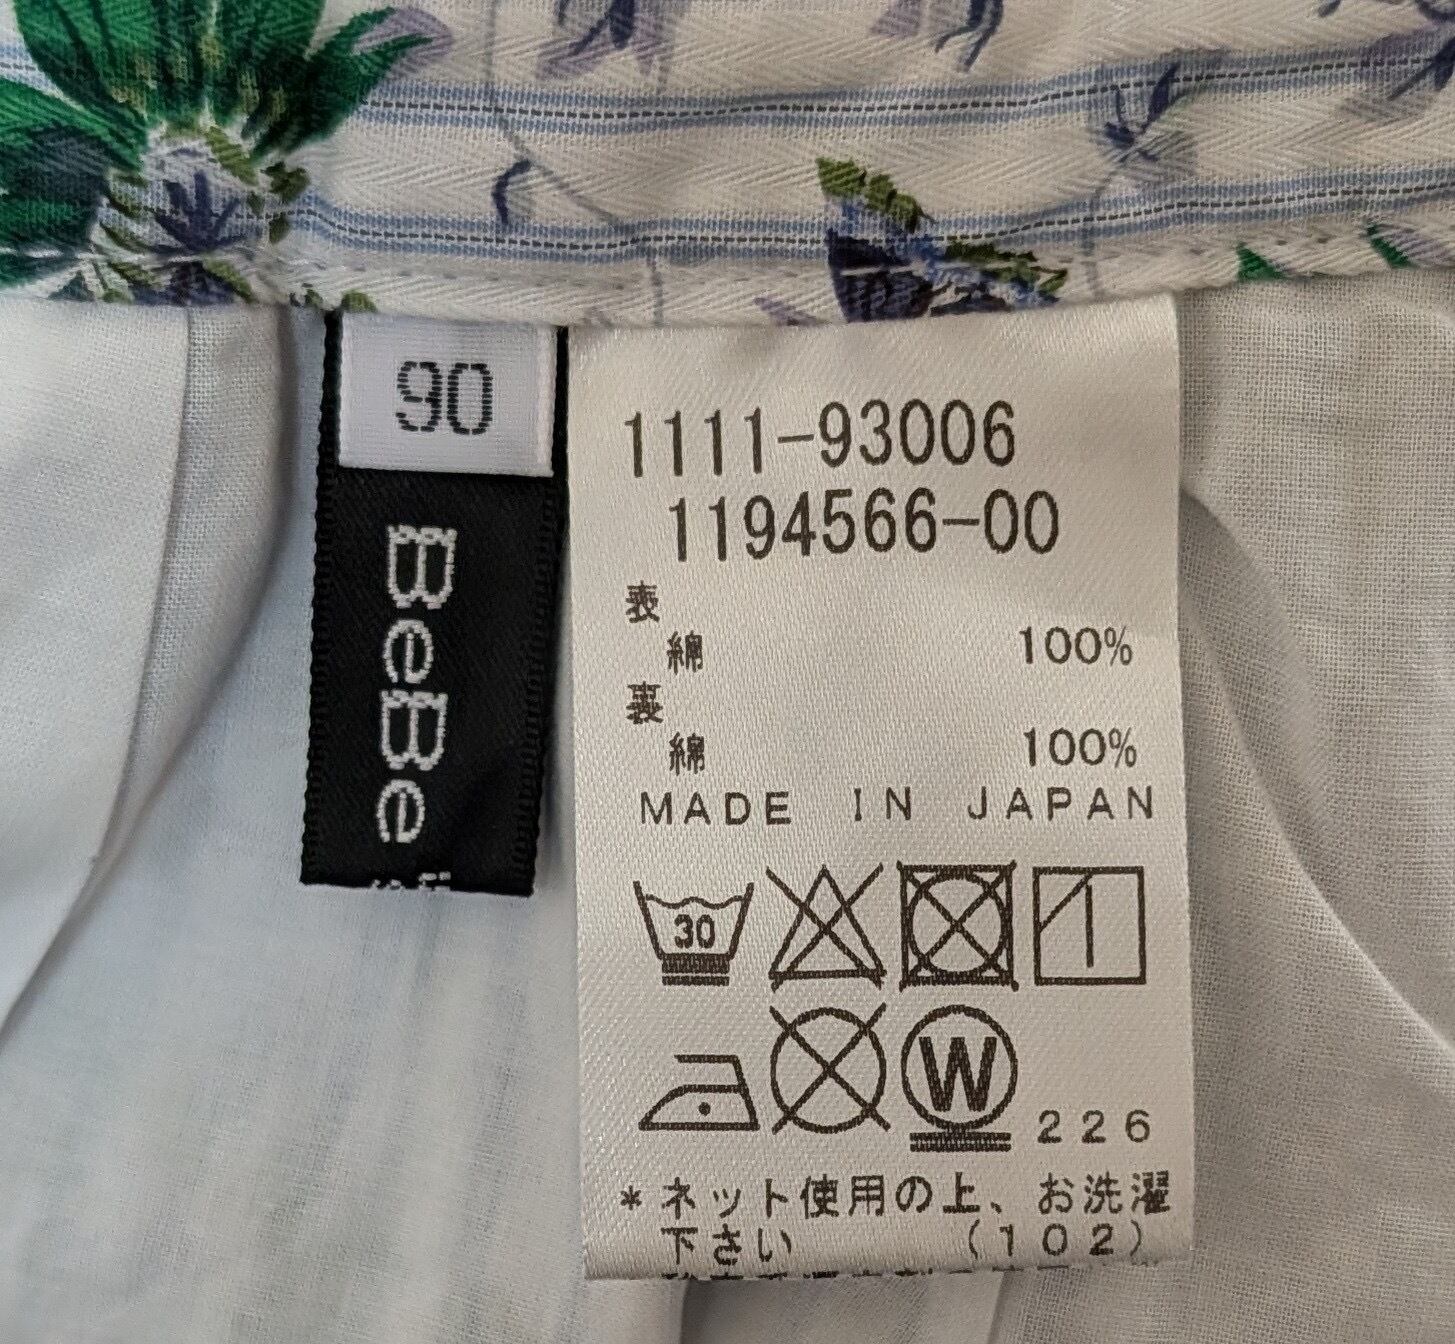 90
BeBe
1111-93006
1194566-00
表
綿 100%
裏
綿 100%
MADE IN JAPAN
30
W
226
*ネット使用の上、お洗濯
下さい (102)